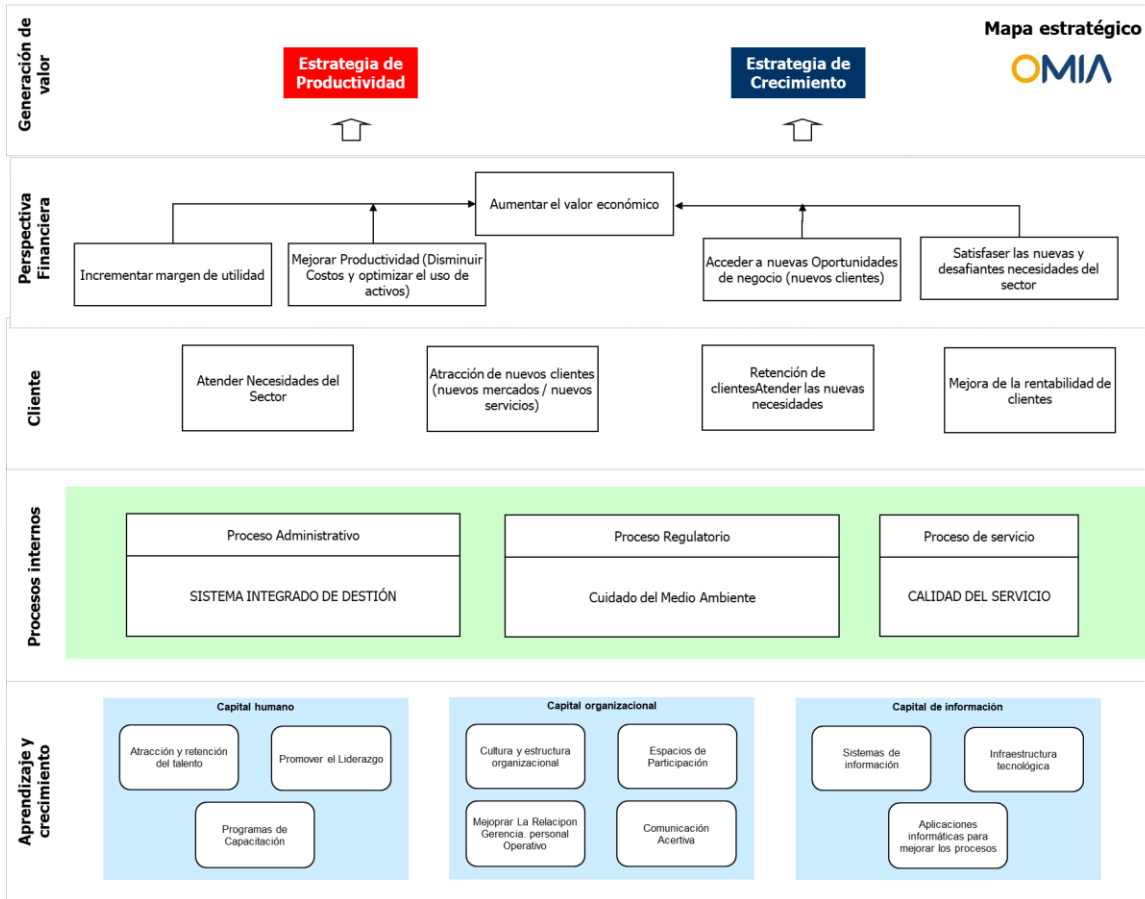 Mapa estratégico
OMIA
Generación de
valor
Estrategia de
Productividad
Estrategia de
Crecimiento
Perspectiva
Financiera
Aumentar el valor económico
Incrementar margen de utilidad
Mejorar Productividad (Disminuir
Costos y optimizar el uso de
activos)
Acceder a nuevas Oportunidades
de negocio (nuevos clientes)
Satisfaser las nuevas y
desafiantes necesidades del
sector
Cliente
Atender Necesidades del
Sector
Atracción de nuevos clientes
(nuevos mercados / nuevos
servicios)
Retención de
clientesAtender las nuevas
necesidades
Mejora de la rentabilidad de
clientes
Procesos internos
Proceso Administrativo
SISTEMA INTEGRADO DE DESTIÓN
Proceso Regulatorio
Cuidado del Medio Ambiente
Proceso de servicio
CALIDAD DEL SERVICIO
Aprendizaje y
crecimiento
Capital humano
Atracción y retención
del talento
Promover el Liderazgo
Programas de
Capacitación
Capital organizacional
Cultura y estructura
organizacional
Espacios de
Participación
Mejoprar La Relacipon
Gerencia. personal
Operativo
Comunicación
Acertiva
Capital de información
Sistemas de
información
Infraestructura
tecnológica
Aplicaciones
informáticas para
mejorar los procesos